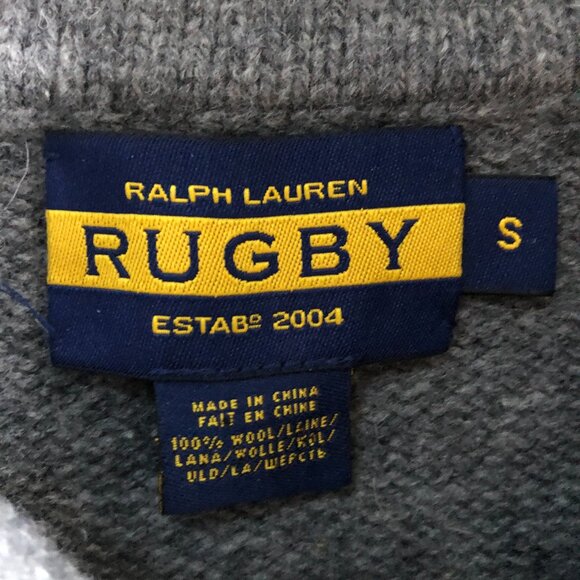 RALPH LAUREN
RUGBY
S
ESTABº 2004
MADE IN CHINA
FAIT EN CHINE
100% WOOL/LAINE/
LANA/WOLLE/WOL/
ULD/LA/ШЕРСТЬ